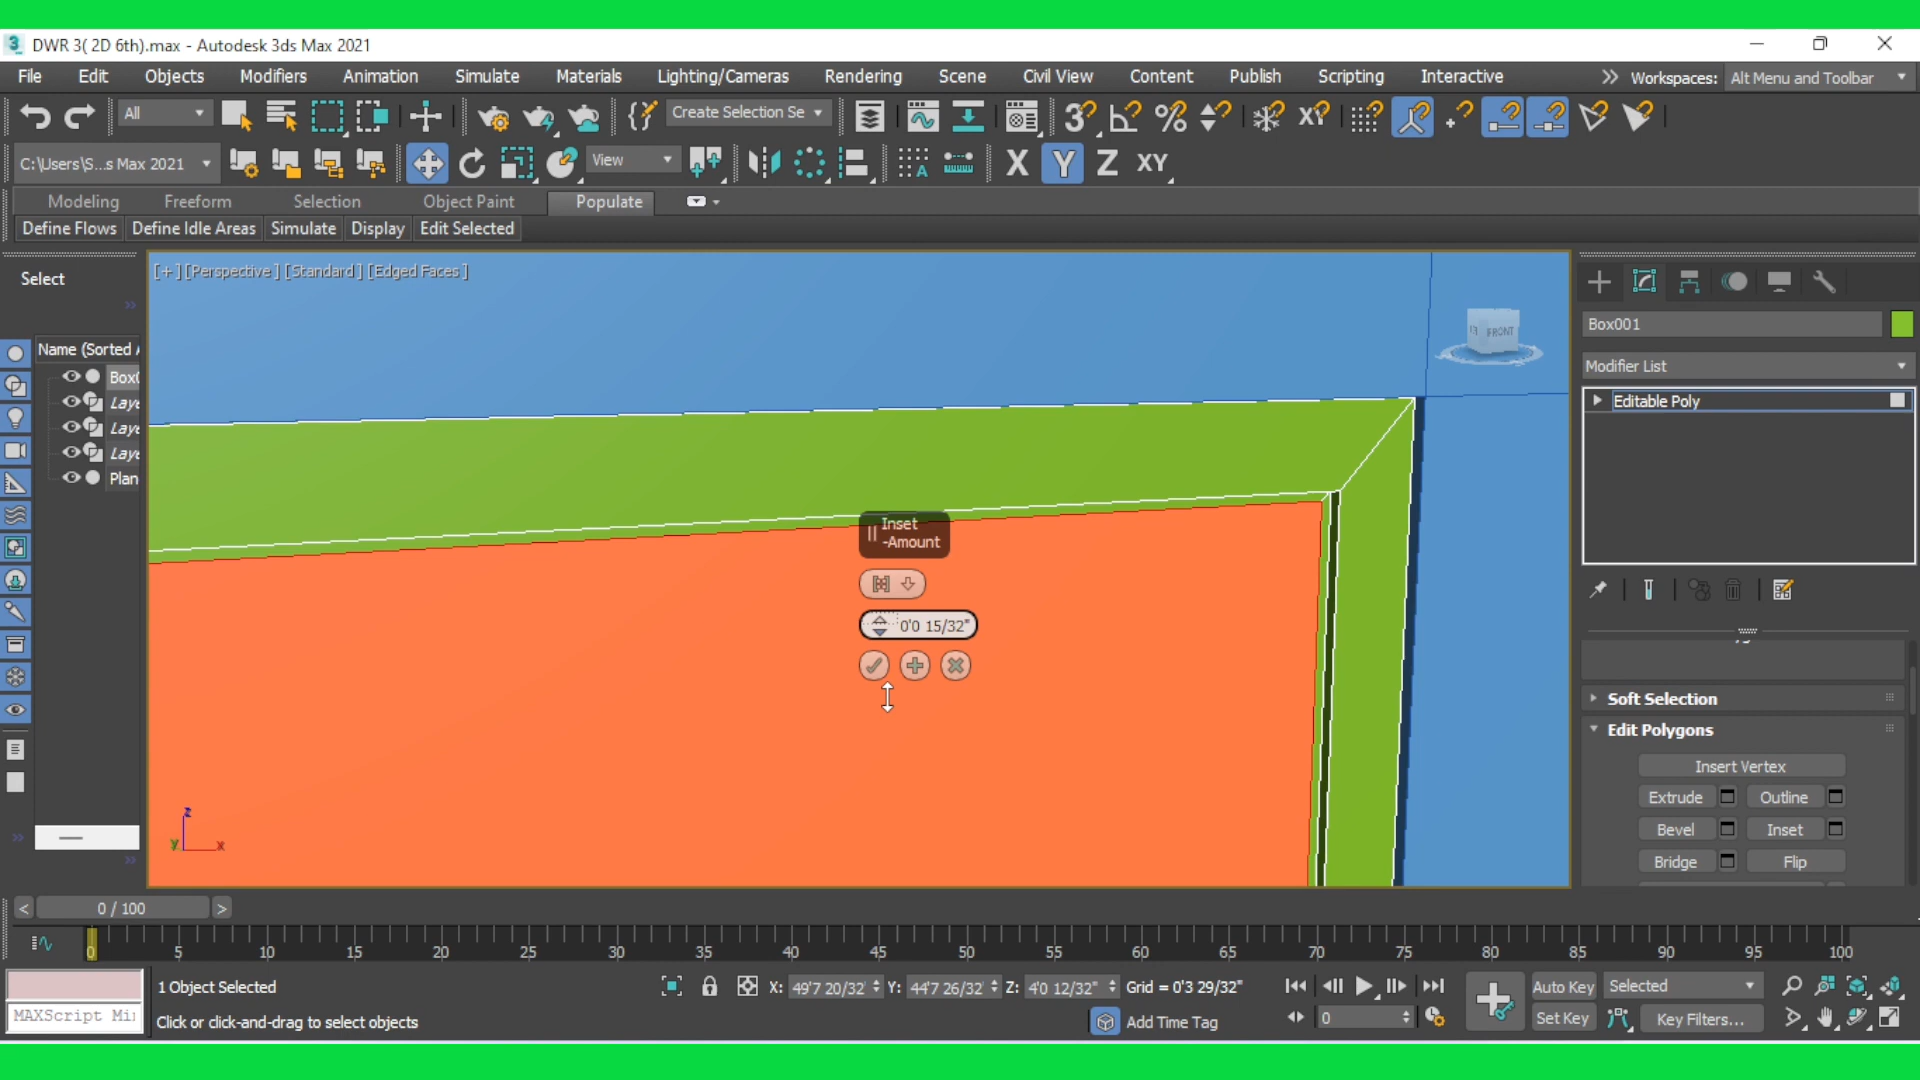 DWR 3( 2D 6th).max - Autodesk 3ds Max 2021
File Edit Objects Modifiers Animation Simulate Materials Lighting/Cameras Rendering Scene Civil View Content Publish Scripting Interactive Workspaces: Alt Menu and Toolbar
All Create Selection Se
C:\Users\S...s Max 2021 View X Y Z XY
Modeling Freeform Selection Object Paint Populate
Define Flows Define Idle Areas Simulate Display Edit Selected
Select
[+] [Perspective] [Standard] [Edged Faces]
FRONT
Box001
Name (Sorted A
Modifier List
Box0
Laye
Laye
Laye
Plan
Editable Poly
Inset
-Amount
0'0 15/32"
Soft Selection
Edit Polygons
Insert Vertex
Extrude Outline
Bevel Inset
Bridge Flip
z
y x
< 0 / 100 >
0 5 10 15 20 25 30 35 40 45 50 55 60 65 70 75 80 85 90 95 100
1 Object Selected X: 49'7 20/32' Y: 44'7 26/32' Z: 4'0 12/32" Grid = 0'3 29/32" Auto Key Selected
MAXScript Mi Click or click-and-drag to select objects Add Time Tag 0 Set Key Key Filters...